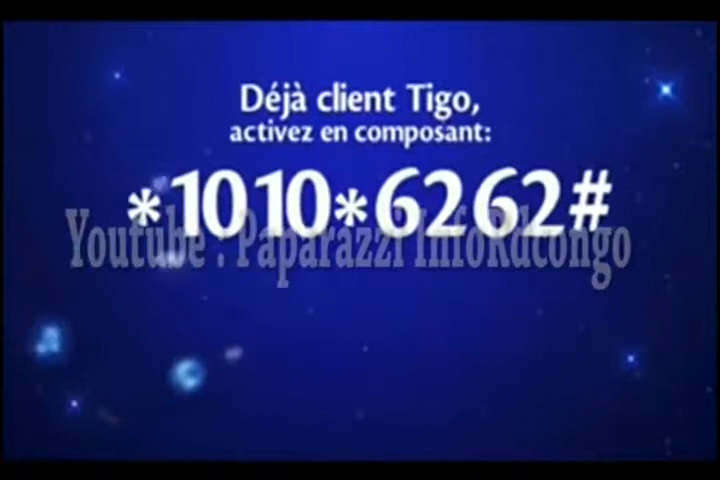 Déjà client Tigo,
activez en composant:
*1010*6262#
Youtube : Paparazzi InfoRdcongo